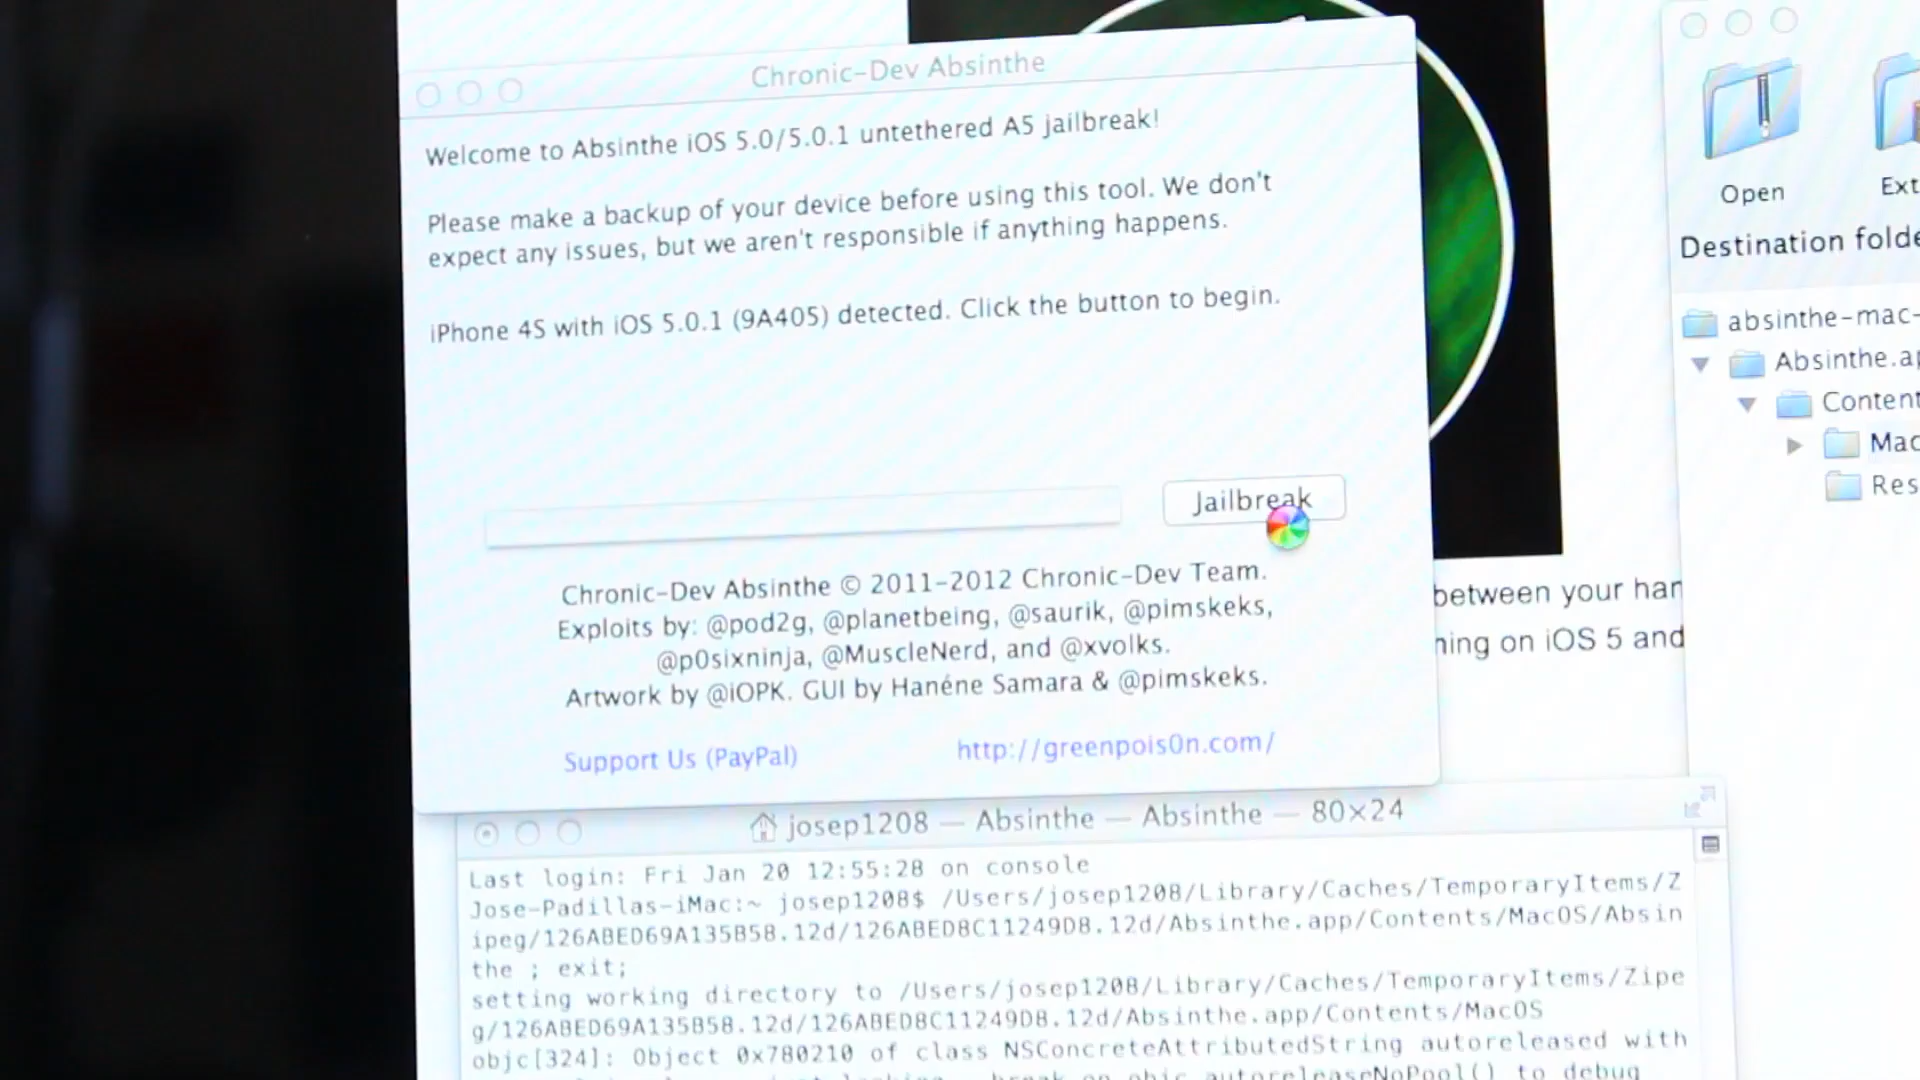 Chronic-Dev Absinthe
Welcome to Absinthe iOS 5.0/5.0.1 untethered A5 jailbreak!
Please make a backup of your device before using this tool. We don't
expect any issues, but we aren't responsible if anything happens.
iPhone 4S with iOS 5.0.1 (9A405) detected. Click the button to begin.
Jailbreak
Chronic-Dev Absinthe © 2011-2012 Chronic-Dev Team.
Exploits by: @pod2g, @planetbeing, @saurik, @pimskeks,
@p0sixninja, @MuscleNerd, and @xvolks.
Artwork by @iOPK. GUI by Hanéne Samara & @pimskeks.
Support Us (PayPal)
http://greenpois0n.com/
Open
Ext
Destination folde
absinthe-mac-
Absinthe.ap
Content
Mac
Res
between your han
ning on iOS 5 and
josep1208 — Absinthe — Absinthe — 80×24
Last login: Fri Jan 20 12:55:28 on console
Jose-Padillas-iMac:~ josep1208$ /Users/josep1208/Library/Caches/TemporaryItems/Z
ipeg/126ABED69A135B58.12d/126ABED8C11249D8.12d/Absinthe.app/Contents/MacOS/Absin
the ; exit;
setting working directory to /Users/josep1208/Library/Caches/TemporaryItems/Zipe
g/126ABED69A135B58.12d/126ABED8C11249D8.12d/Absinthe.app/Contents/MacOS
objc[324]: Object 0x780210 of class NSConcreteAttributedString autoreleased with
leaking - break on objc_autoreleaseNoPool() to debug